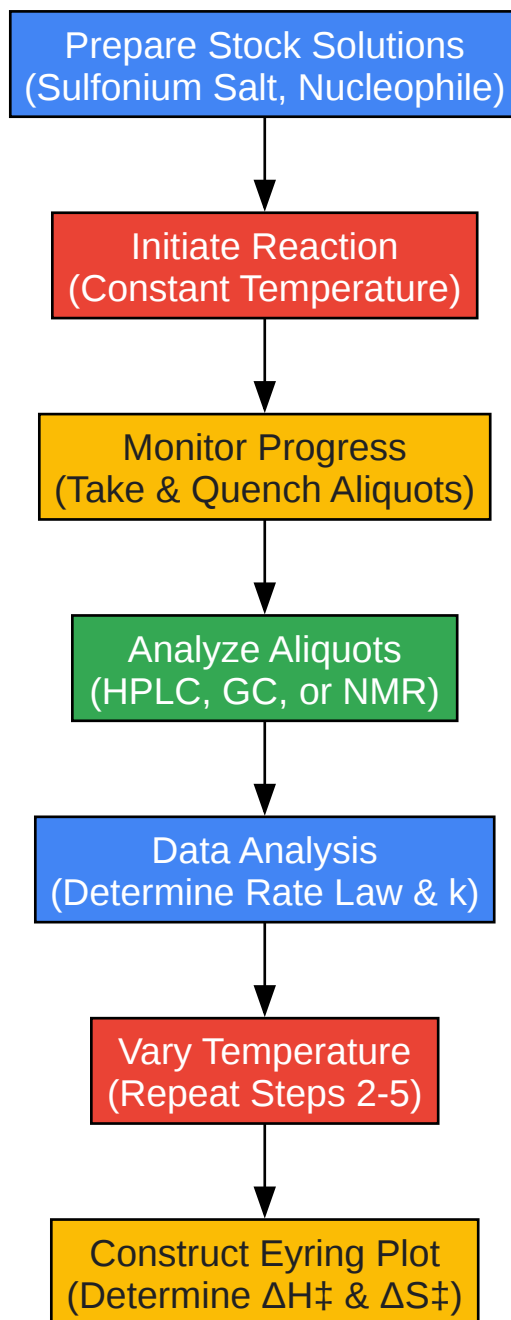 Prepare Stock Solutions
(Sulfonium Salt, Nucleophile)
Initiate Reaction
(Constant Temperature)
Monitor Progress
(Take & Quench Aliquots)
Analyze Aliquots
(HPLC, GC, or NMR)
Data Analysis
(Determine Rate Law & k)
Vary Temperature
(Repeat Steps 2-5)
Construct Eyring Plot
(Determine ΔH‡ & ΔS‡)